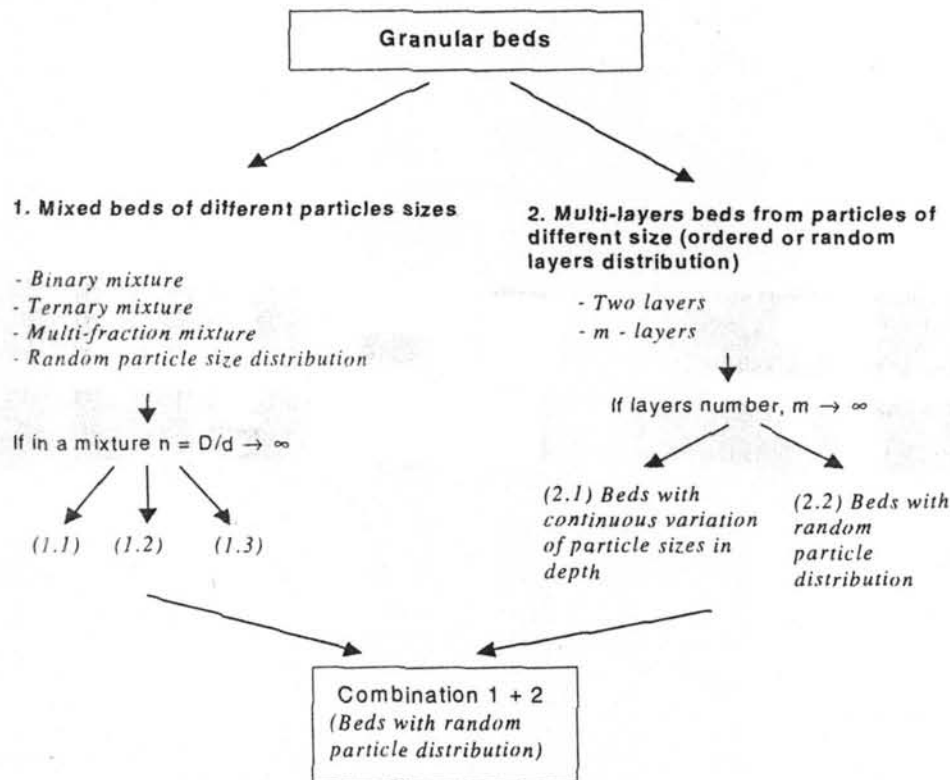 Granular beds
1. Mixed beds of different particles sizes
- Binary mixture
- Ternary mixture
- Multi-fraction mixture
- Random particle size distribution
If in a mixture n = D/d → ∞
(1.1) (1.2) (1.3)
2. Multi-layers beds from particles of
different size (ordered or random
layers distribution)
- Two layers
- m - layers
If layers number, m → ∞
(2.1) Beds with
continuous variation
of particle sizes in
depth
(2.2) Beds with
random
particle
distribution
Combination 1 + 2
(Beds with random
particle distribution)